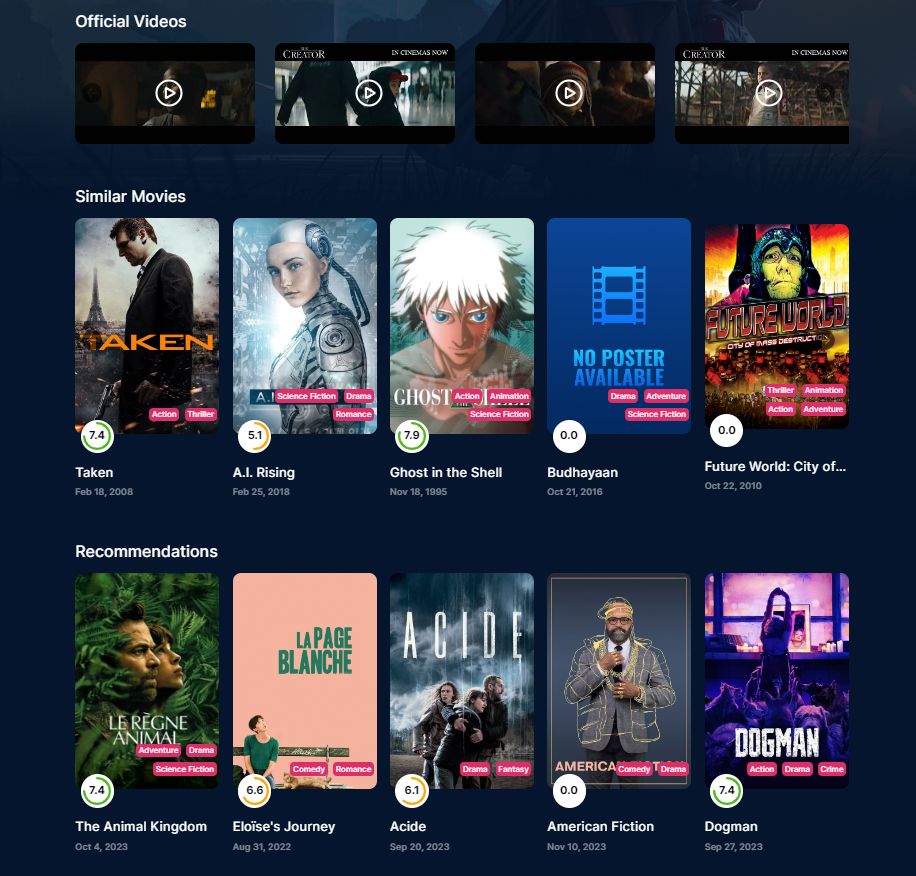 Official Videos
THE
CREATOR
IN CINEMAS NOW
THE
CREATOR
IN CINEMAS NOW
Similar Movies
TAKEN
Action Thriller
7.4
Taken
Feb 18, 2008
A.I.
Science Fiction Drama
Romance
5.1
A.I. Rising
Feb 25, 2018
GHOST
Action Animation
Science Fiction
7.9
Ghost in the Shell
Nov 18, 1995
NO POSTER
AVAILABLE
Drama Adventure
Science Fiction
0.0
Budhayaan
Oct 21, 2016
FUTURE WORLD
CITY OF MASS DESTRUCTION
Thriller Animation
Action Adventure
0.0
Future World: City of...
Oct 22, 2010
Recommendations
LE RÈGNE
ANIMAL
Adventure Drama
Science Fiction
7.4
The Animal Kingdom
Oct 4, 2023
LA PAGE
BLANCHE
Comedy Romance
6.6
Eloïse's Journey
Aug 31, 2022
ACIDE
Drama Fantasy
6.1
Acide
Sep 20, 2023
AMERICA
Comedy Drama
0.0
American Fiction
Nov 10, 2023
DOGMAN
Action Drama Crime
7.4
Dogman
Sep 27, 2023